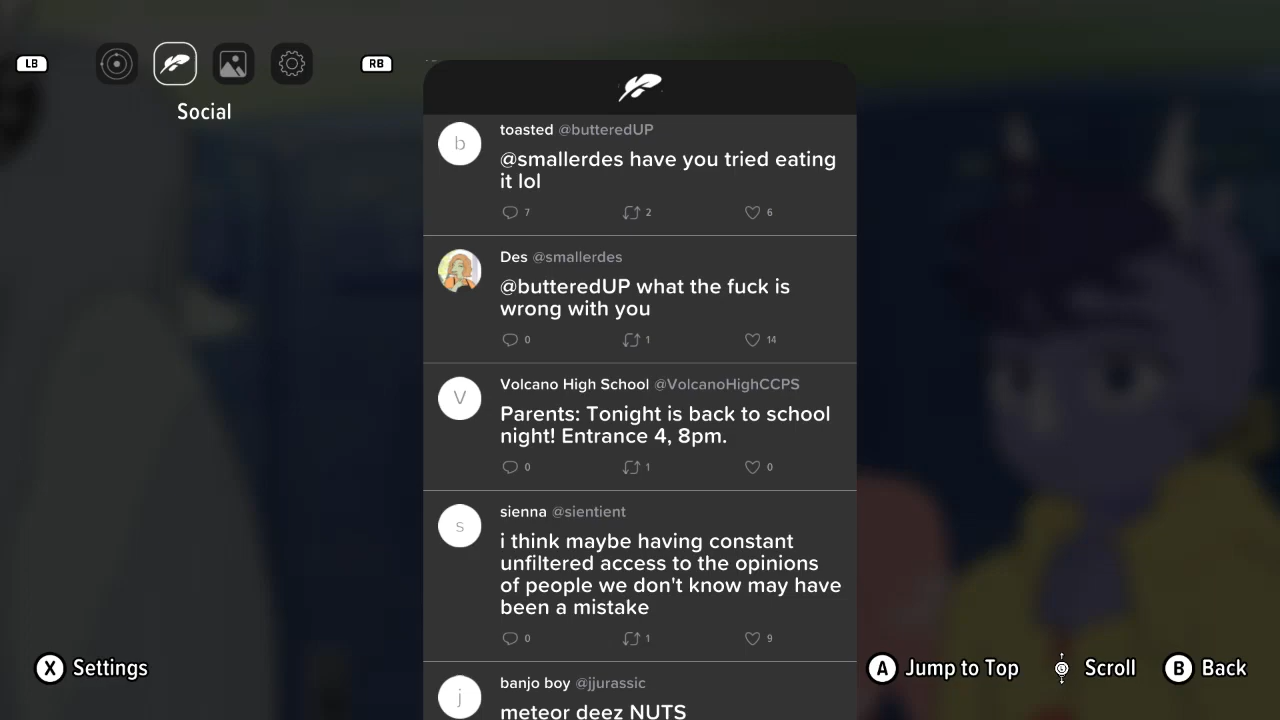 LB
RB
Social
toasted @butteredUP
@smallerdes have you tried eating
it lol
7 2 6
Des @smallerdes
@butteredUP what the fuck is
wrong with you
0 1 14
Volcano High School @VolcanoHighCCPS
Parents: Tonight is back to school
night! Entrance 4, 8pm.
0 1 0
sienna @sientient
i think maybe having constant
unfiltered access to the opinions
of people we don't know may have
been a mistake
0 1 9
banjo boy @jjurassic
meteor deez NUTS
b
V
s
j
X Settings
A Jump to Top
Scroll
B Back